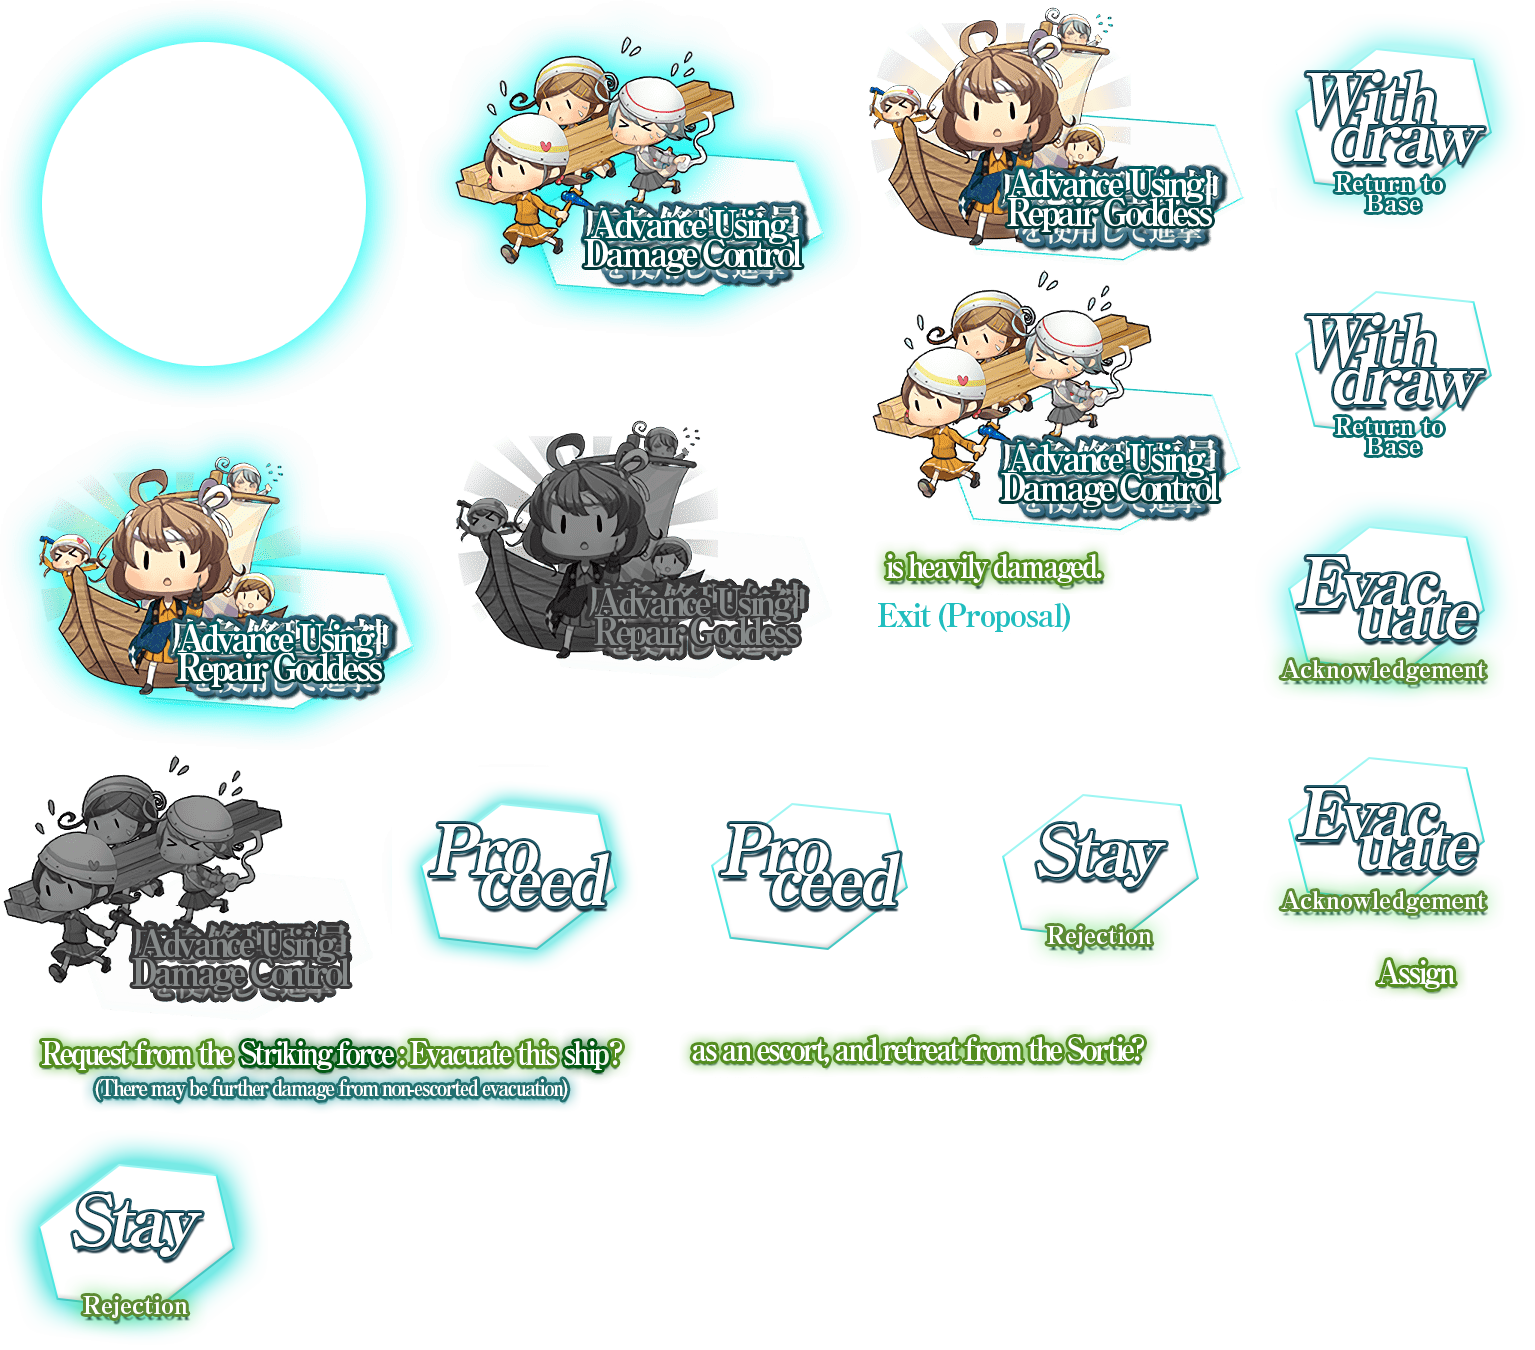 Advance Using
Damage Control
Advance Using
Repair Goddess
With
draw
Return to
Base
Advance Using
Damage Control
With
draw
Return to
Base
Advance Using
Repair Goddess
Advance Using
Repair Goddess
is heavily damaged.
Exit (Proposal)
Evac
uate
Acknowledgement
Advance Using
Damage Control
Pro
ceed
Pro
ceed
Stay
Rejection
Evac
uate
Acknowledgement
Assign
Request from the Striking force : Evacuate this ship?
(There may be further damage from non-escorted evacuation)
as an escort, and retreat from the Sortie?
Stay
Rejection